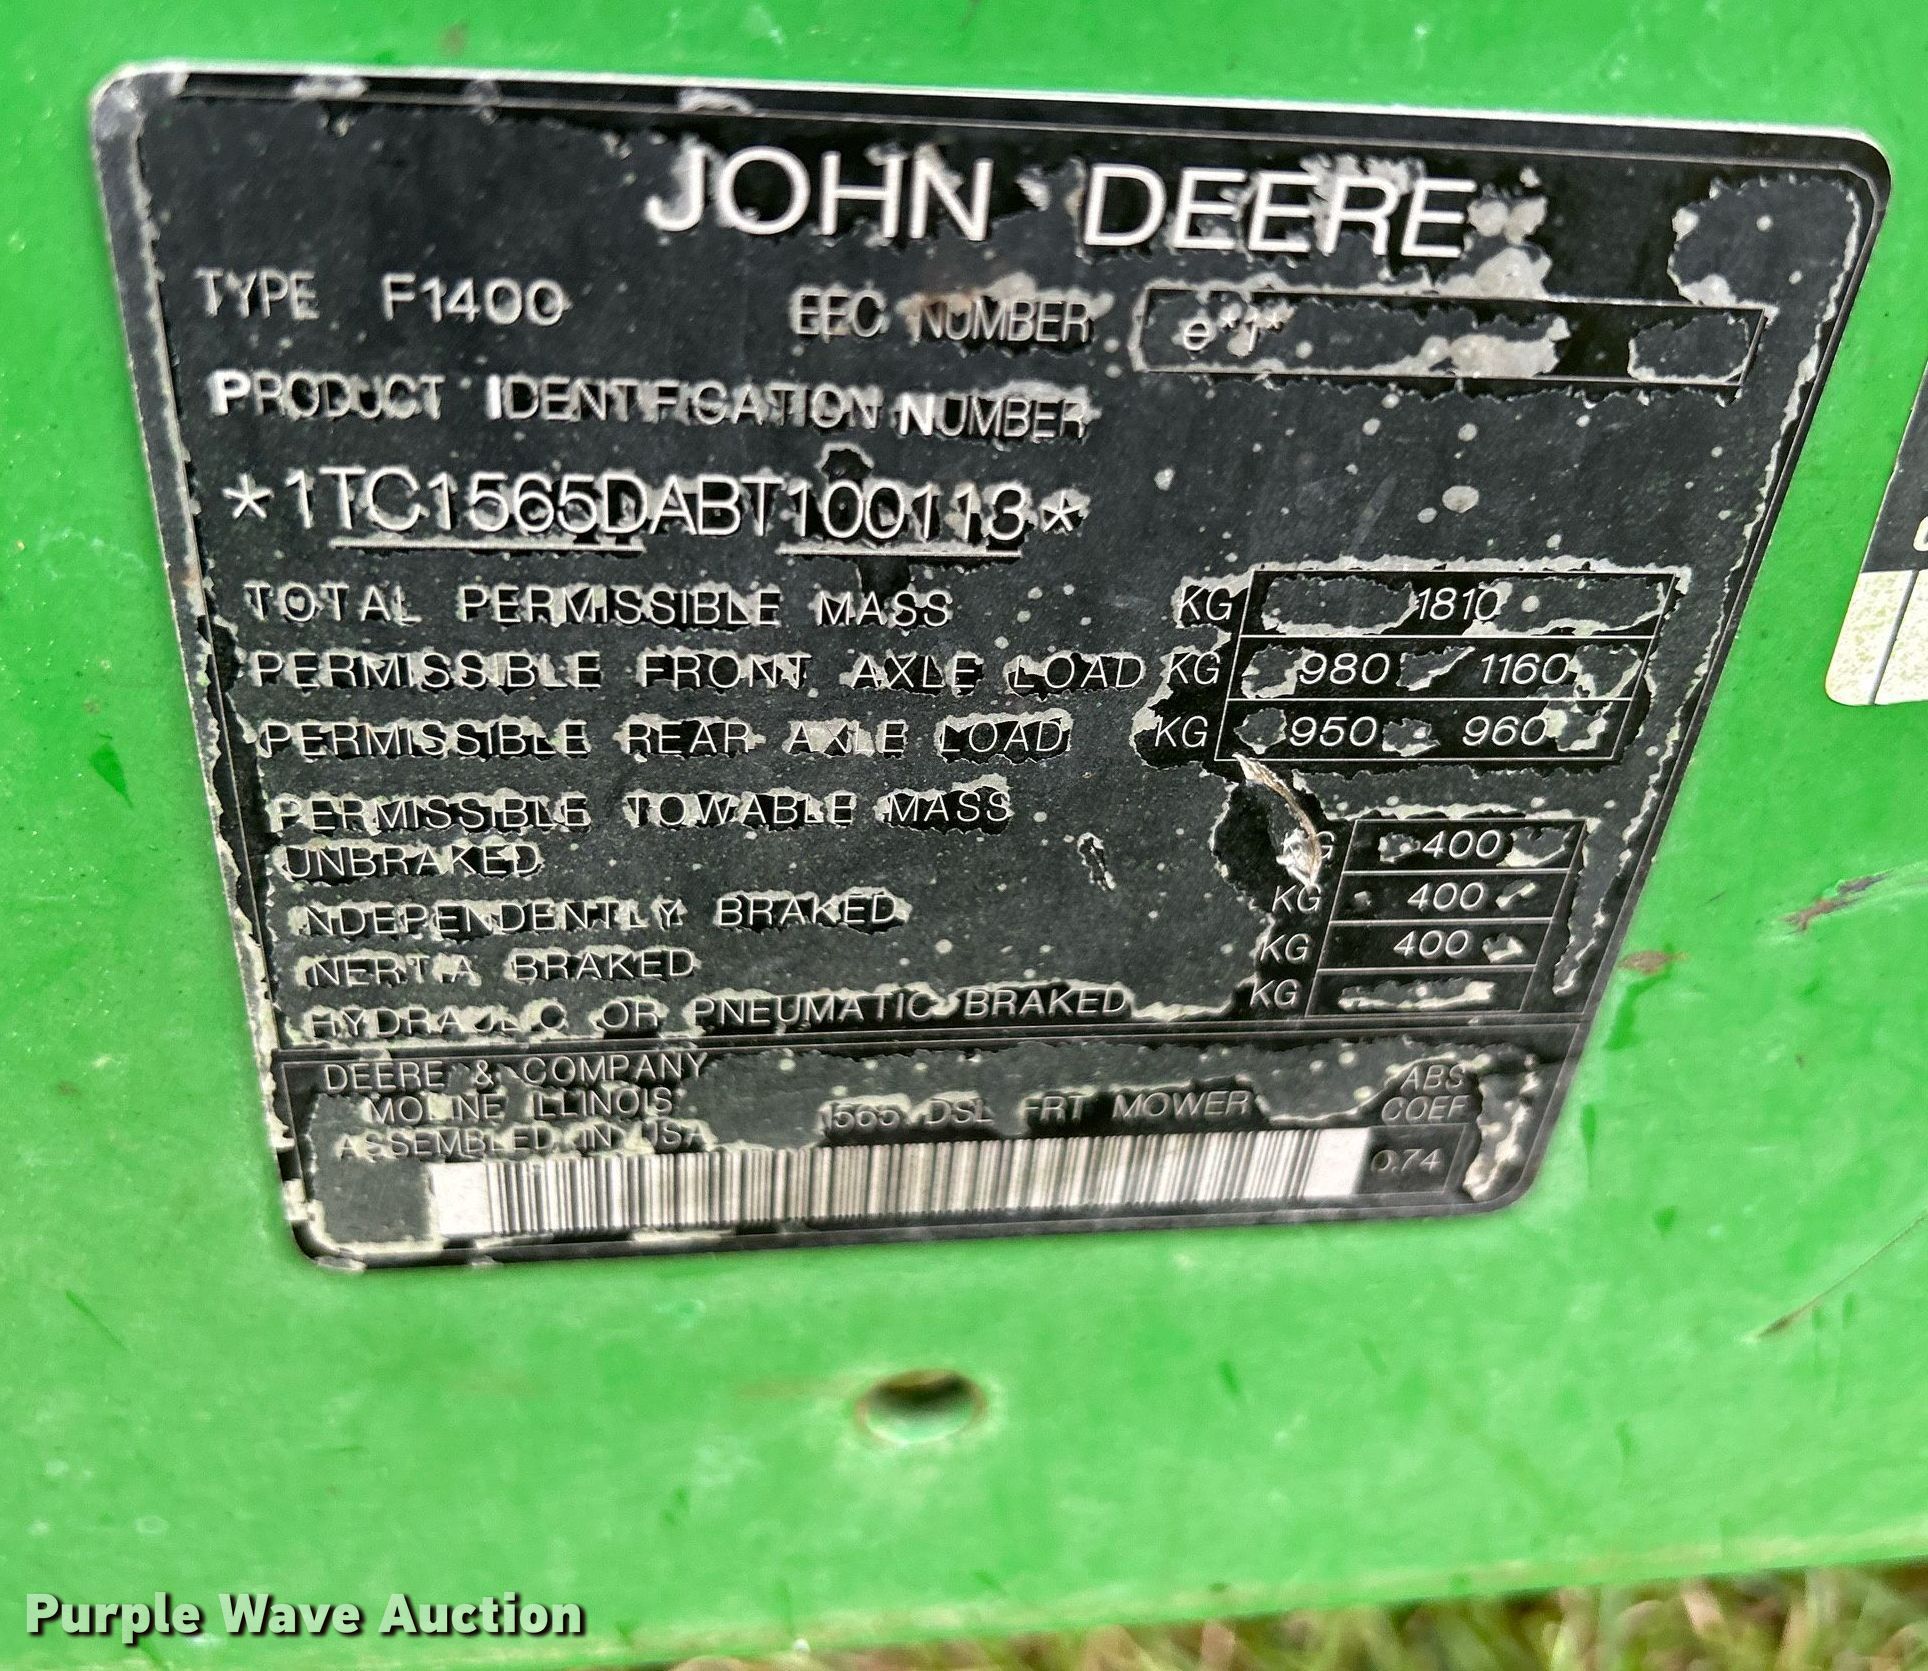 JOHN DEERE
TYPE F1400 EEC NUMBER e*1*
PRODUCT IDENTIFICATION NUMBER
*1TC1565DABT100113*
TOTAL PERMISSIBLE MASS KG 1810
PERMISSIBLE FRONT AXLE LOAD KG 980 / 1160
PERMISSIBLE REAR AXLE LOAD KG 950 960
PERMISSIBLE TOWABLE MASS
UNBRAKED KG 400
INDEPENDENTLY BRAKED KG 400
INERTIA BRAKED KG 400
HYDRAULIC OR PNEUMATIC BRAKED KG
DEERE & COMPANY
MOLINE ILLINOIS
ASSEMBLED IN USA
1565 DSL FRT MOWER
ABS
COEF
0.74
Purple Wave Auction